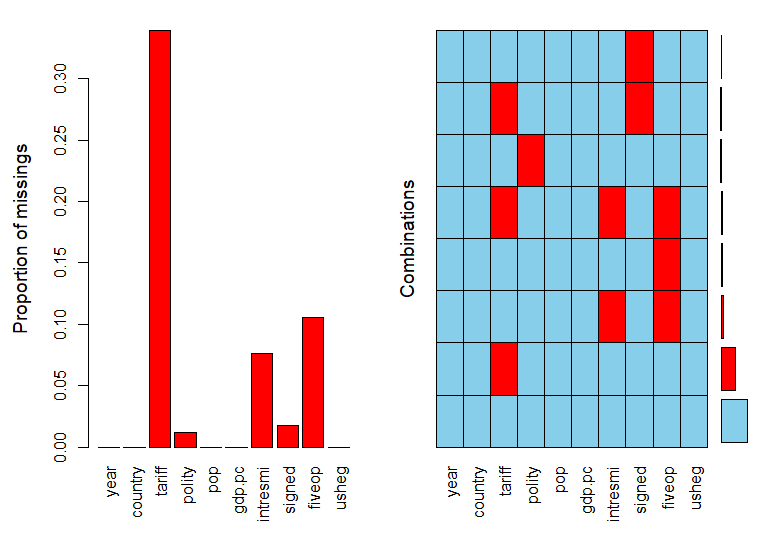 Proportion of missings
0.30
0.25
0.20
0.15
0.10
0.05
0.00
year
country
tariff
polity
pop
gdp.pc
intresmi
signed
fiveop
usheg
Combinations
year
country
tariff
polity
pop
gdp.pc
intresmi
signed
fiveop
usheg